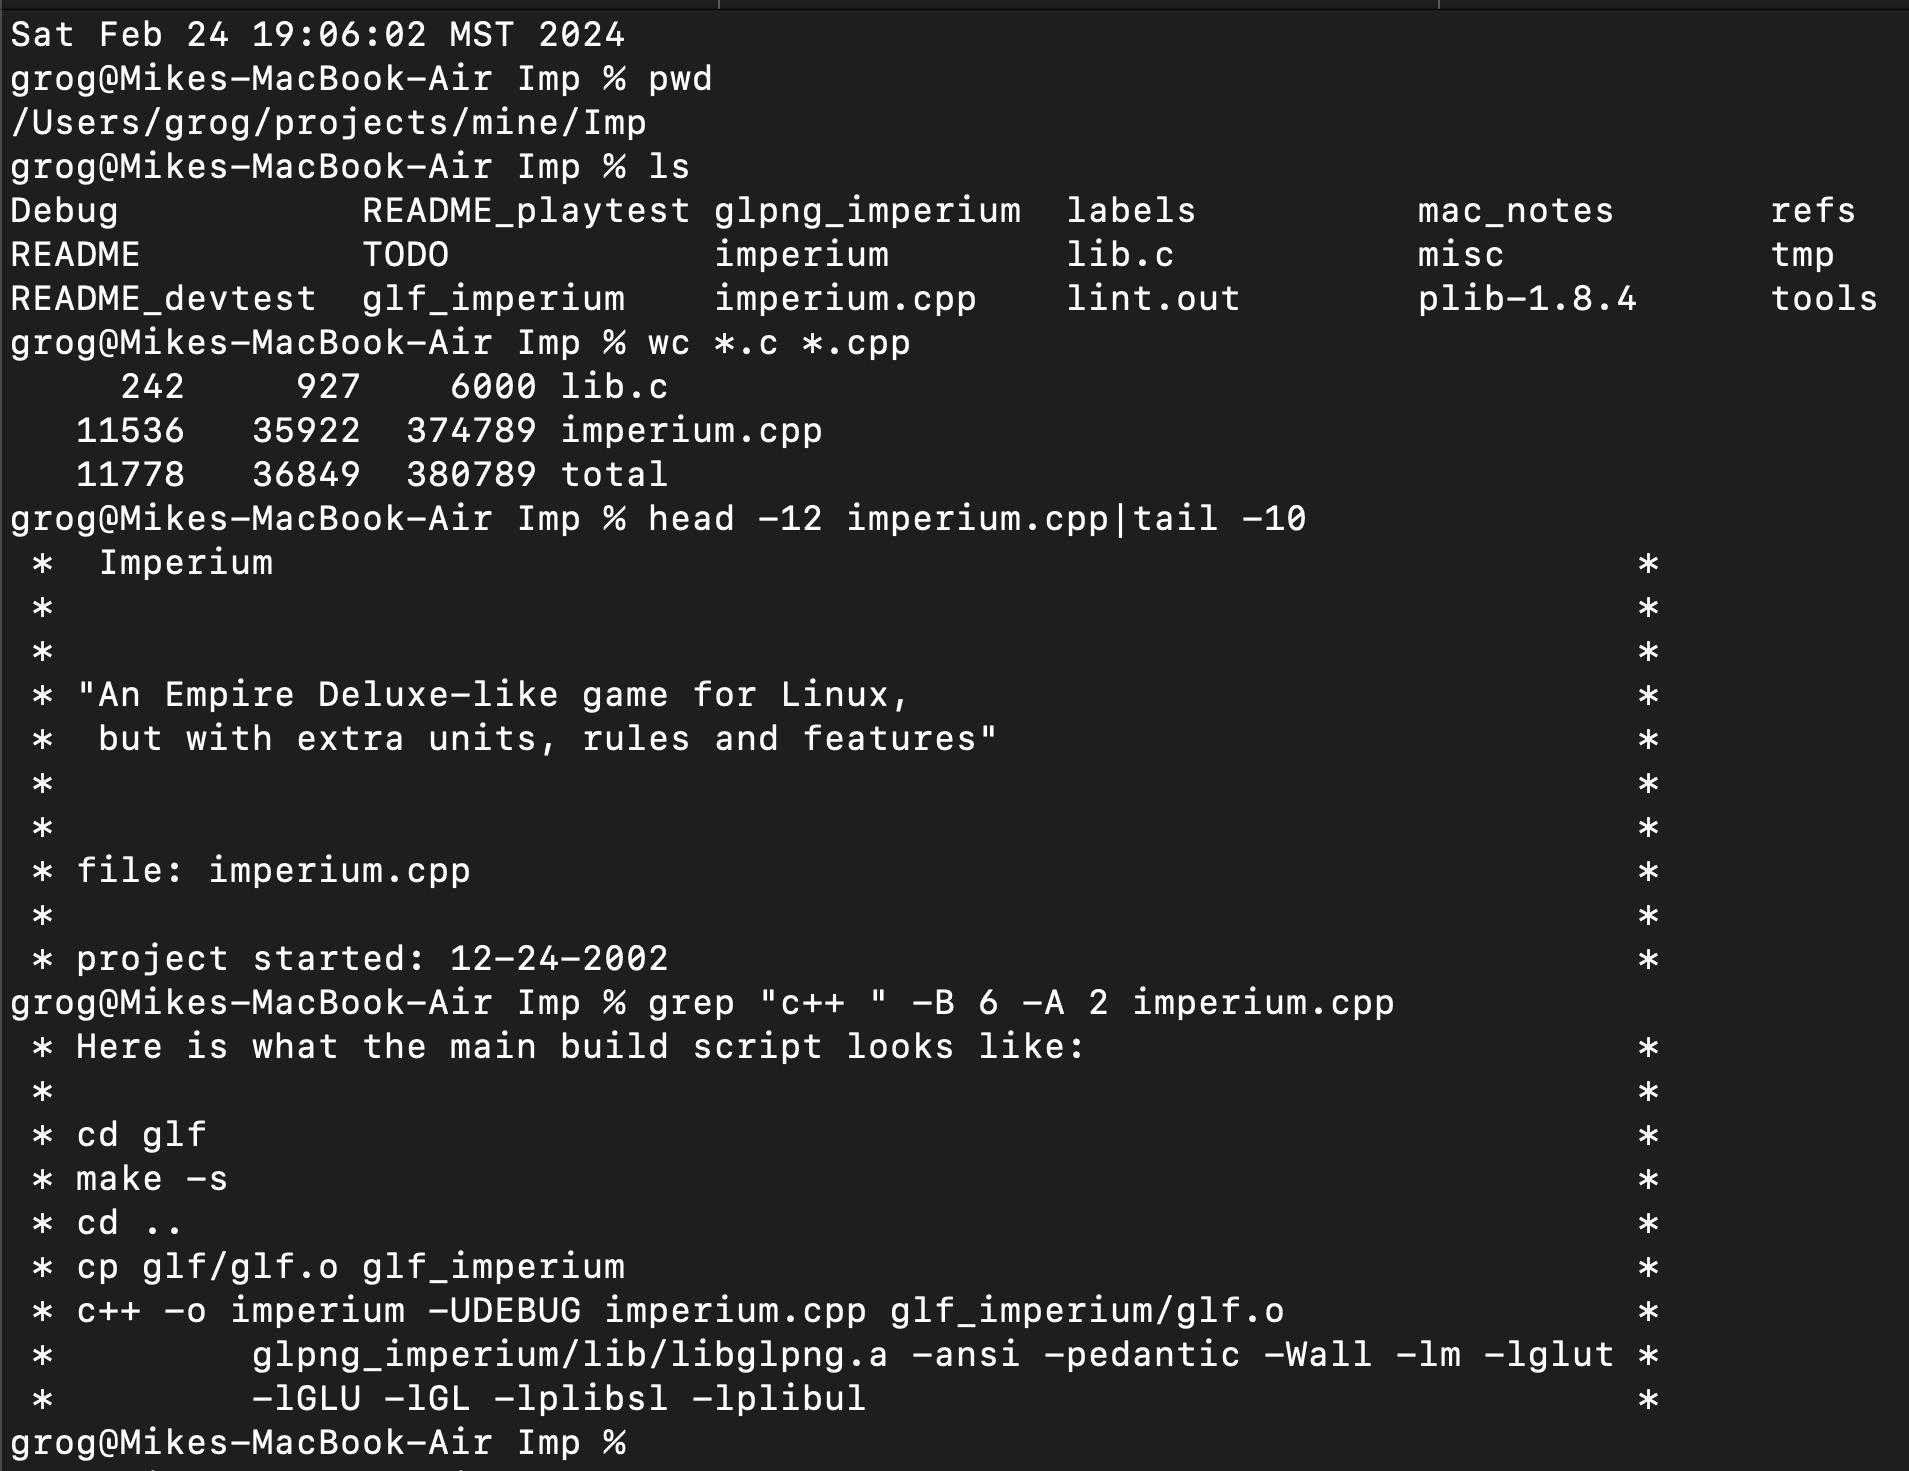 Sat Feb 24 19:06:02 MST 2024
grog@Mikes-MacBook-Air Imp % pwd
/Users/grog/projects/mine/Imp
grog@Mikes-MacBook-Air Imp % ls
Debug           README_playtest glpng_imperium  labels          mac_notes       refs
README          TODO            imperium        lib.c           misc            tmp
README_devtest  glf_imperium    imperium.cpp    lint.out        plib-1.8.4      tools
grog@Mikes-MacBook-Air Imp % wc *.c *.cpp
     242     927    6000 lib.c
   11536   35922  374789 imperium.cpp
   11778   36849  380789 total
grog@Mikes-MacBook-Air Imp % head -12 imperium.cpp|tail -10
 *  Imperium                                                              *
 *                                                                        *
 *                                                                        *
 * "An Empire Deluxe-like game for Linux,                                 *
 *  but with extra units, rules and features"                             *
 *                                                                        *
 *                                                                        *
 * file: imperium.cpp                                                     *
 *                                                                        *
 * project started: 12-24-2002                                            *
grog@Mikes-MacBook-Air Imp % grep "c++ " -B 6 -A 2 imperium.cpp
 * Here is what the main build script looks like:                         *
 *                                                                        *
 * cd glf                                                                 *
 * make -s                                                                *
 * cd ..                                                                  *
 * cp glf/glf.o glf_imperium                                              *
 * c++ -o imperium -UDEBUG imperium.cpp glf_imperium/glf.o                *
 *         glpng_imperium/lib/libglpng.a -ansi -pedantic -Wall -lm -lglut *
 *         -lGLU -lGL -lplibsl -lplibul                                   *
grog@Mikes-MacBook-Air Imp %